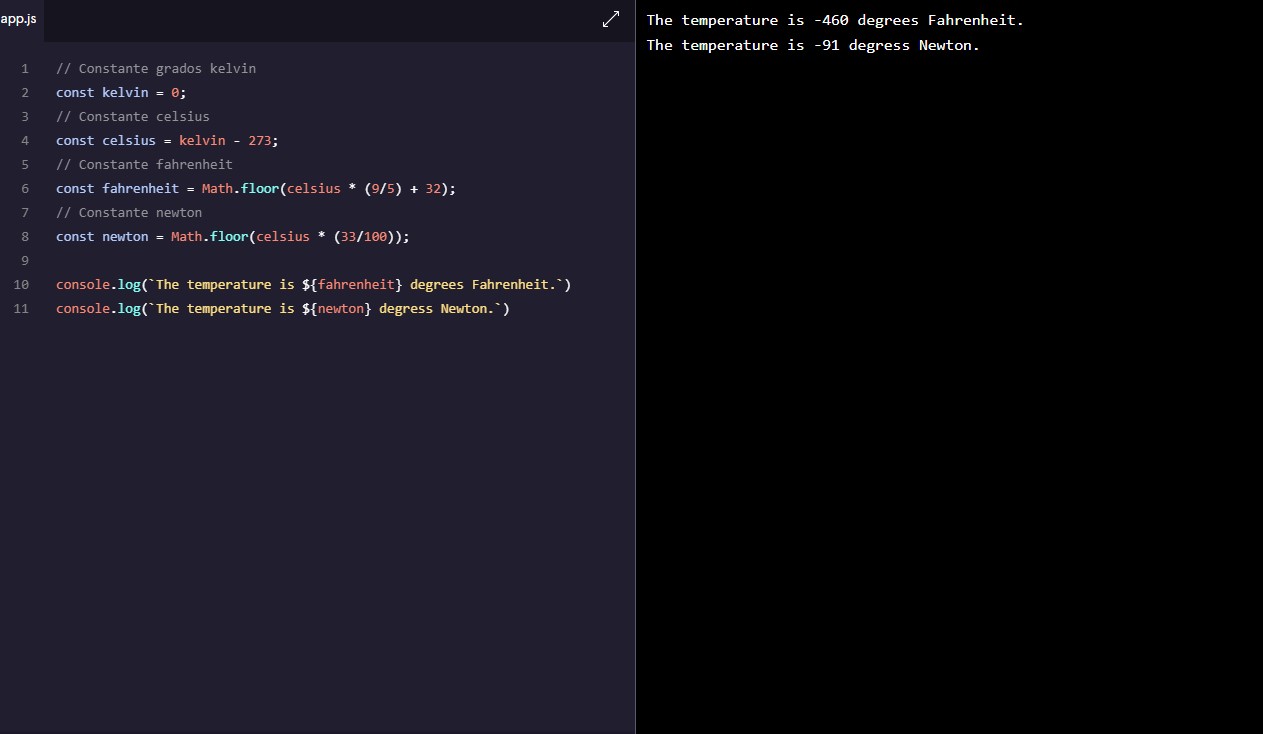 app.js
1 // Constante grados kelvin
2 const kelvin = 0;
3 // Constante celsius
4 const celsius = kelvin - 273;
5 // Constante fahrenheit
6 const fahrenheit = Math.floor(celsius * (9/5) + 32);
7 // Constante newton
8 const newton = Math.floor(celsius * (33/100));
9
10 console.log(`The temperature is ${fahrenheit} degrees Fahrenheit.`)
11 console.log(`The temperature is ${newton} degress Newton.`)
The temperature is -460 degrees Fahrenheit.
The temperature is -91 degress Newton.